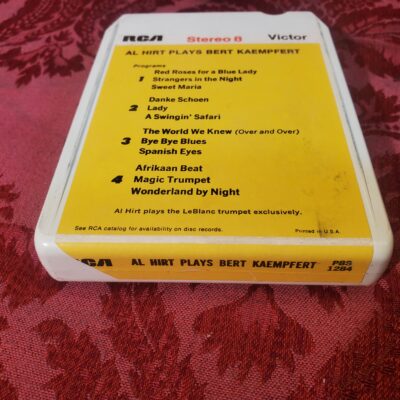 RCA Stereo 8 Victor
AL HIRT PLAYS BERT KAEMPFERT
Programs
Red Roses for a Blue Lady
1 Strangers in the Night
Sweet Maria
Danke Schoen
2 Lady
A Swingin' Safari
The World We Knew (Over and Over)
3 Bye Bye Blues
Spanish Eyes
Afrikaan Beat
4 Magic Trumpet
Wonderland by Night
Al Hirt plays the LeBlanc trumpet exclusively.
See RCA catalog for availability on disc records. Printed in U.S.A.
RCA AL HIRT PLAYS BERT KAEMPFERT P8S
1284